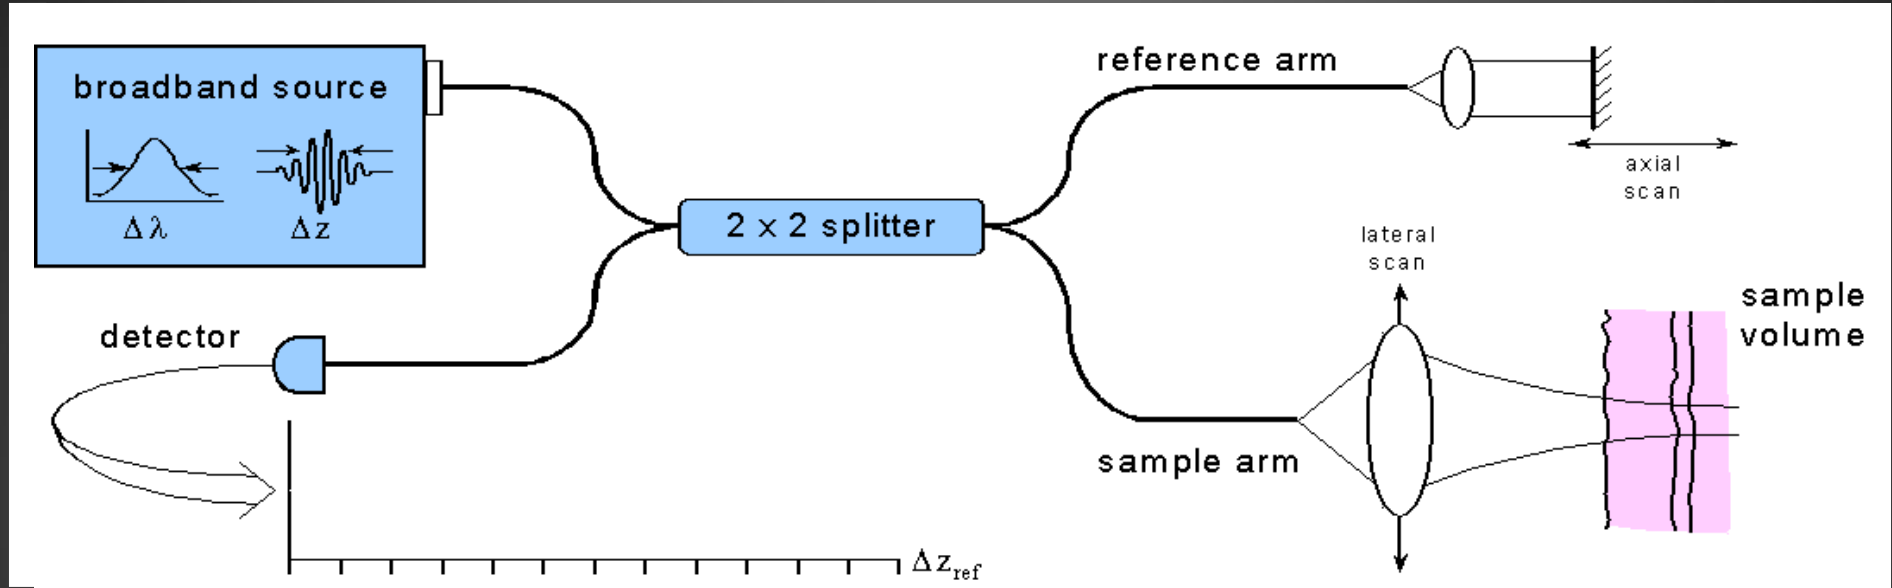 broadband source
Δλ
Δz
2 x 2 splitter
reference arm
axial
scan
lateral
scan
sample
volume
detector
sample arm
Δz_ref